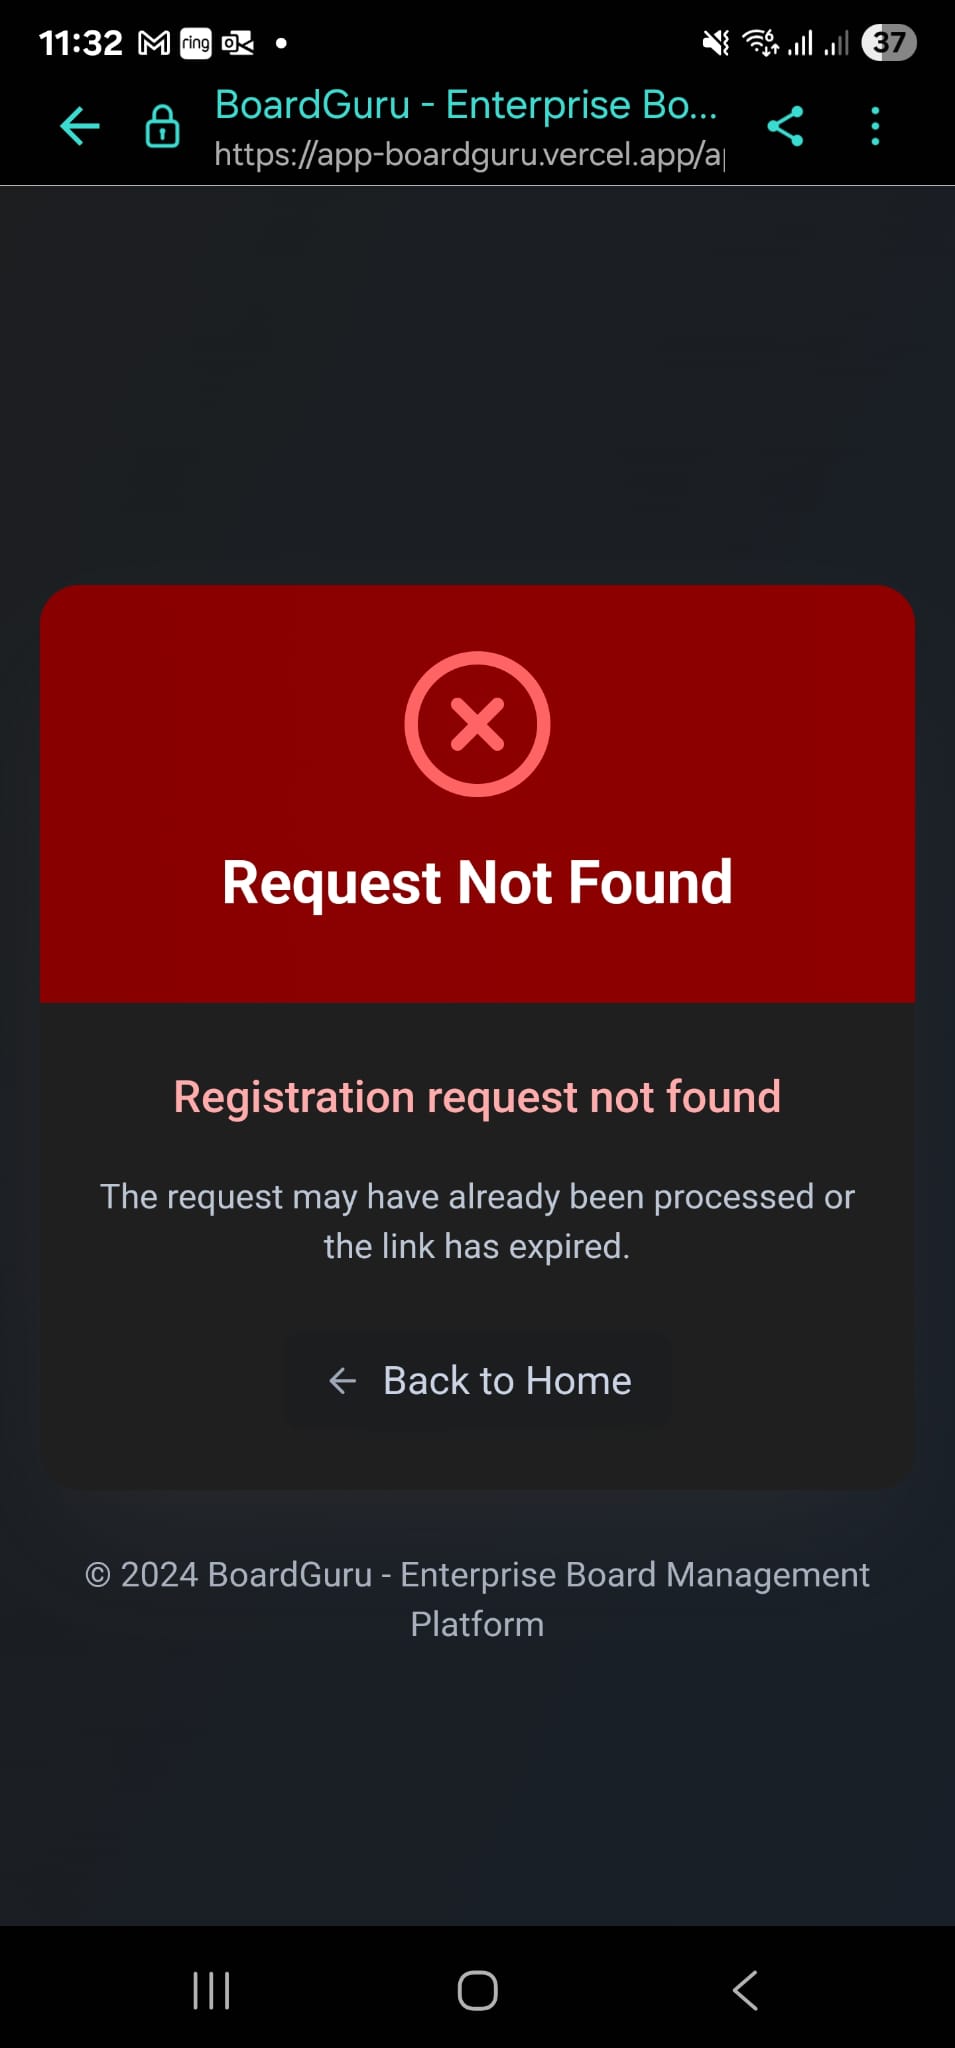 11:32 ring 37
BoardGuru - Enterprise Bo...
https://app-boardguru.vercel.app/a
Request Not Found
Registration request not found
The request may have already been processed or
the link has expired.
← Back to Home
© 2024 BoardGuru - Enterprise Board Management
Platform